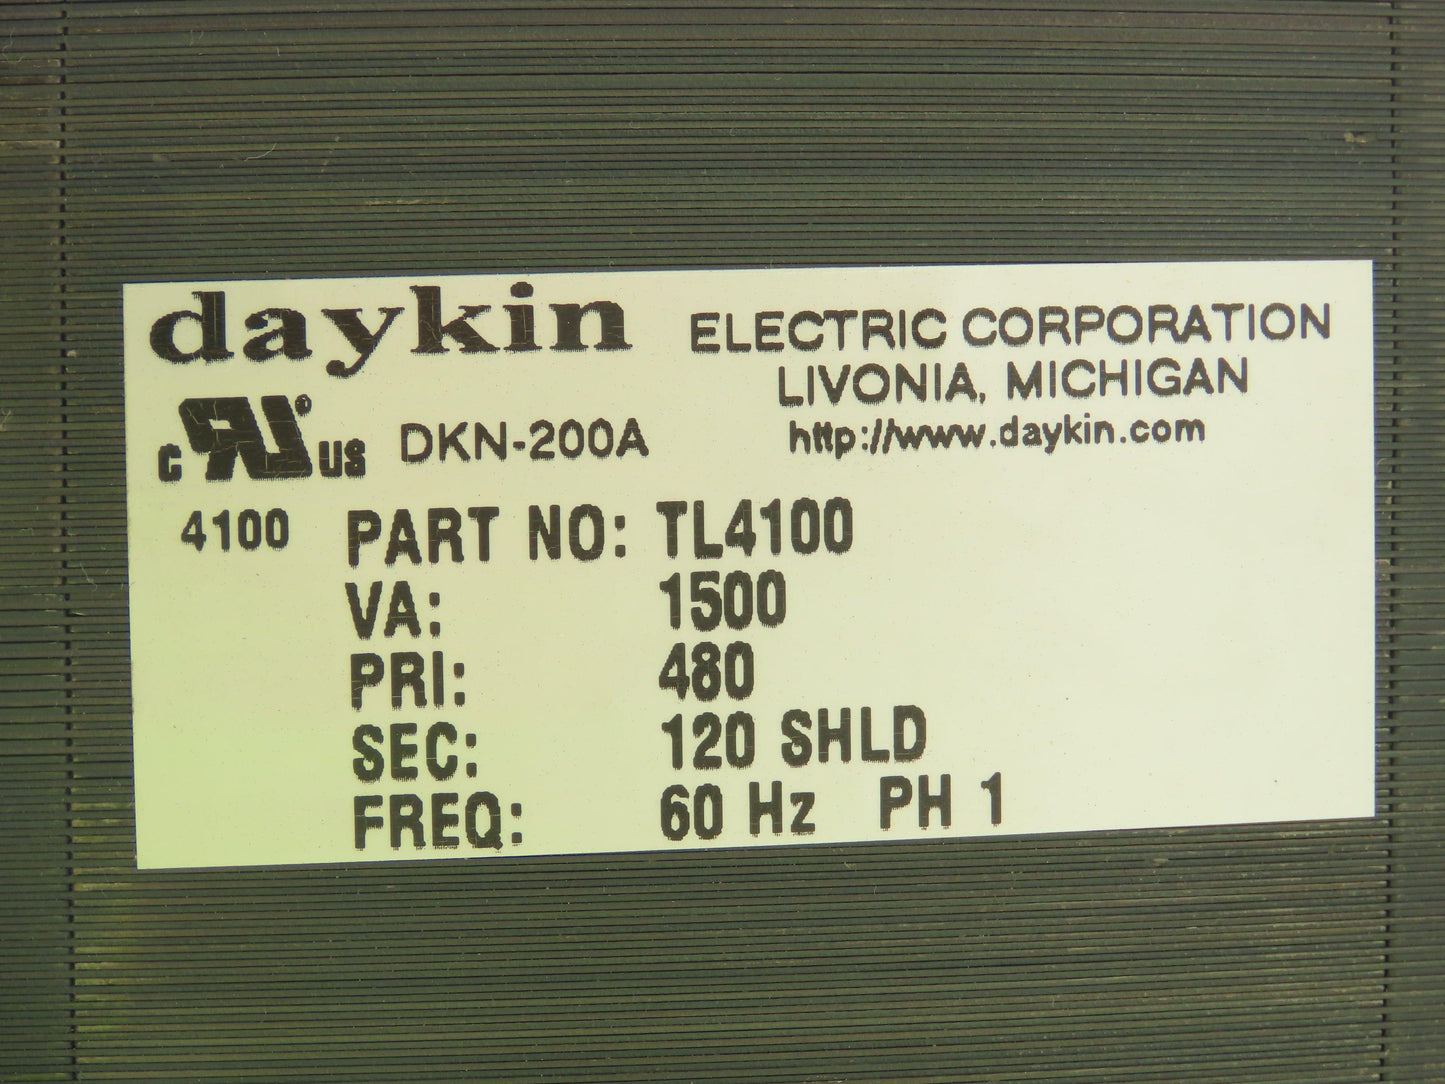 daykin ELECTRIC CORPORATION
LIVONIA, MICHIGAN
http://www.daykin.com
c RU® US DKN-200A
4100 PART NO: TL4100
VA: 1500
PRI: 480
SEC: 120 SHLD
FREQ: 60 Hz PH 1